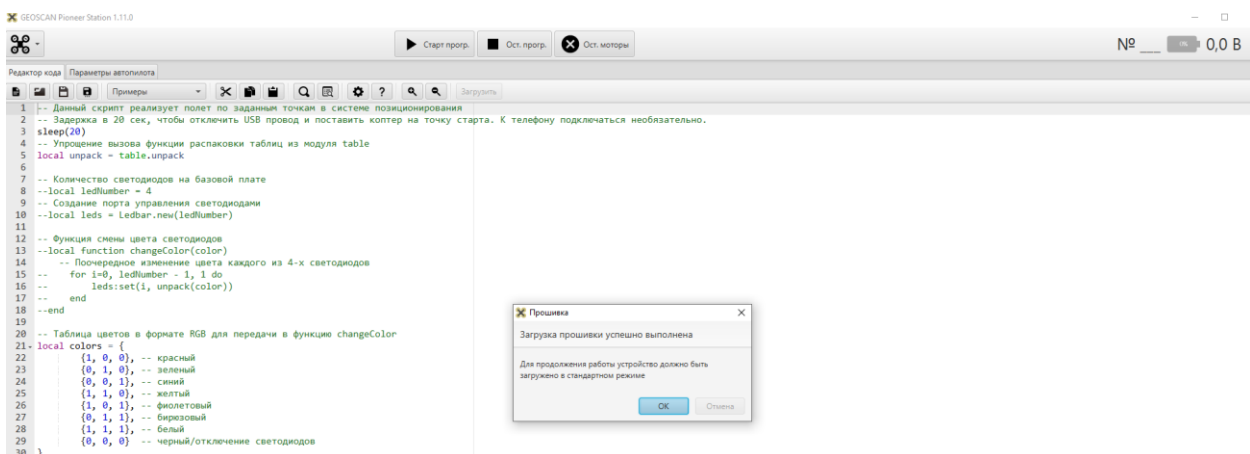 GEOSCAN Pioneer Station 1.11.0
Старт прогр. Ост. прогр. Ост. моторы № ___ 0% 0,0 В
Редактор кода Параметры автопилота
Примеры ? Загрузить
1 -- Данный скрипт реализует полет по заданным точкам в системе позиционирования
2 -- Задержка в 20 сек, чтобы отключить USB провод и поставить коптер на точку старта. К телефону подключаться необязательно.
3 sleep(20)
4 -- Упрощение вызова функции распаковки таблиц из модуля table
5 local unpack = table.unpack
6
7 -- Количество светодиодов на базовой плате
8 --local ledNumber = 4
9 -- Создание порта управления светодиодами
10 --local leds = Ledbar.new(ledNumber)
11
12 -- Функция смены цвета светодиодов
13 --local function changeColor(color)
14 -- Поочередное изменение цвета каждого из 4-х светодиодов
15 -- for i=0, ledNumber - 1, 1 do
16 -- leds:set(i, unpack(color))
17 -- end
18 --end
19
20 -- Таблица цветов в формате RGB для передачи в функцию changeColor
21 local colors = {
22 {1, 0, 0}, -- красный
23 {0, 1, 0}, -- зеленый
24 {0, 0, 1}, -- синий
25 {1, 1, 0}, -- желтый
26 {1, 0, 1}, -- фиолетовый
27 {0, 1, 1}, -- бирюзовый
28 {1, 1, 1}, -- белый
29 {0, 0, 0} -- черный/отключение светодиодов
30 }
Прошивка
Загрузка прошивки успешно выполнена
Для продолжения работы устройство должно быть
загружено в стандартном режиме
ОК Отмена